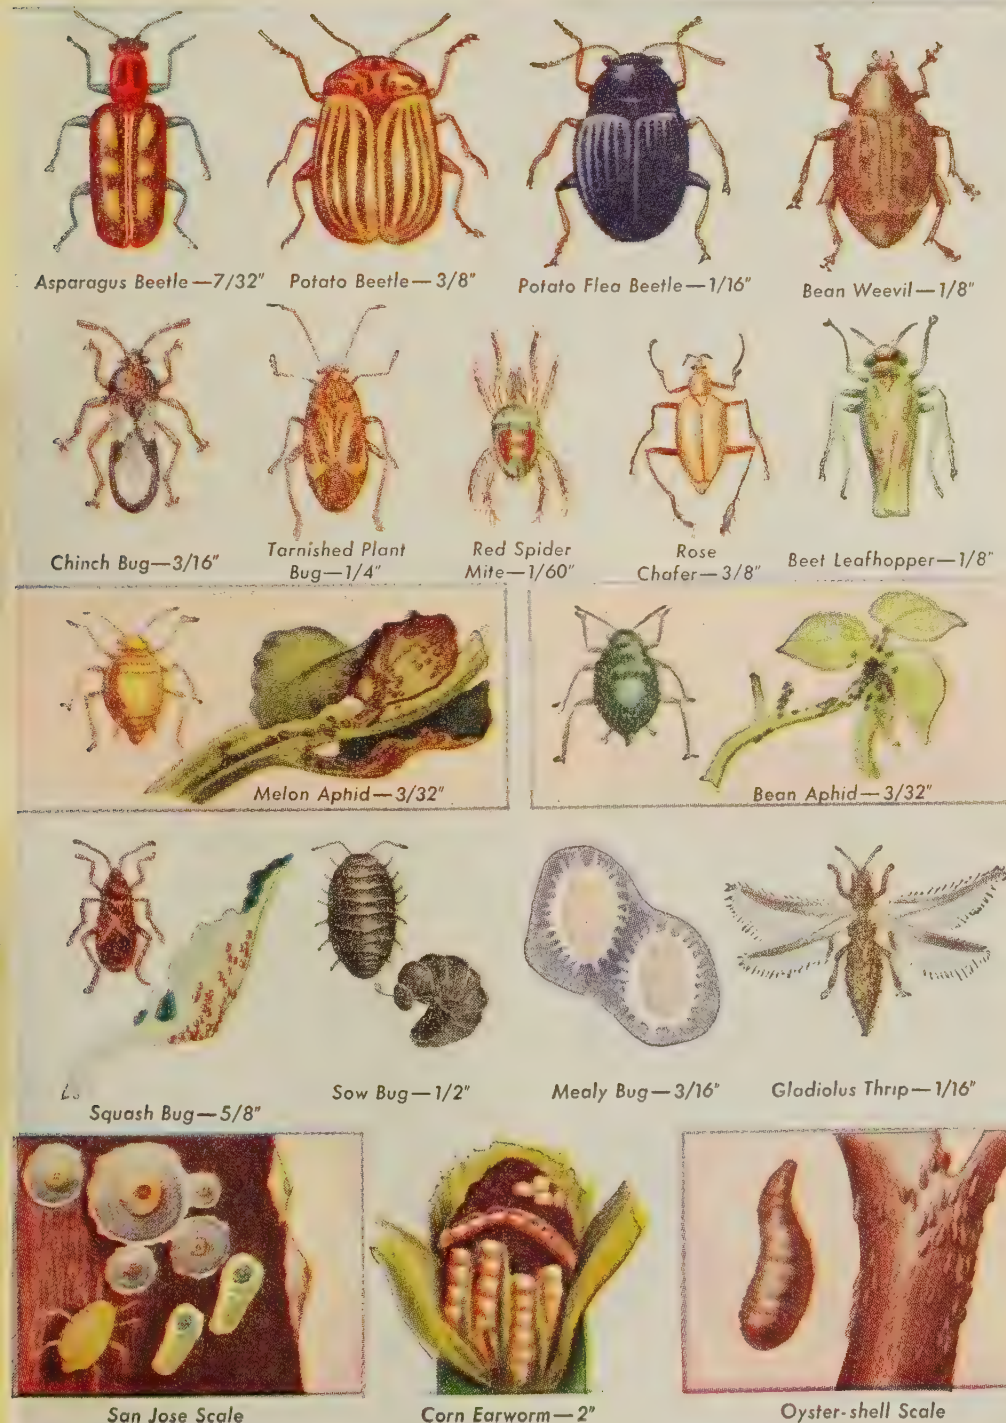 Asparagus Beetle—7/32"
Potato Beetle—3/8"
Potato Flea Beetle—1/16"
Bean Weevil—1/8"
Chinch Bug—3/16"
Tarnished Plant
Bug—1/4"
Red Spider
Mite—1/60"
Rose
Chafer—3/8"
Beet Leafhopper—1/8"
Melon Aphid—3/32"
Bean Aphid—3/32"
Squash Bug—5/8"
Sow Bug—1/2"
Mealy Bug—3/16"
Gladiolus Thrip—1/16"
San Jose Scale
Corn Earworm—2"
Oyster-shell Scale